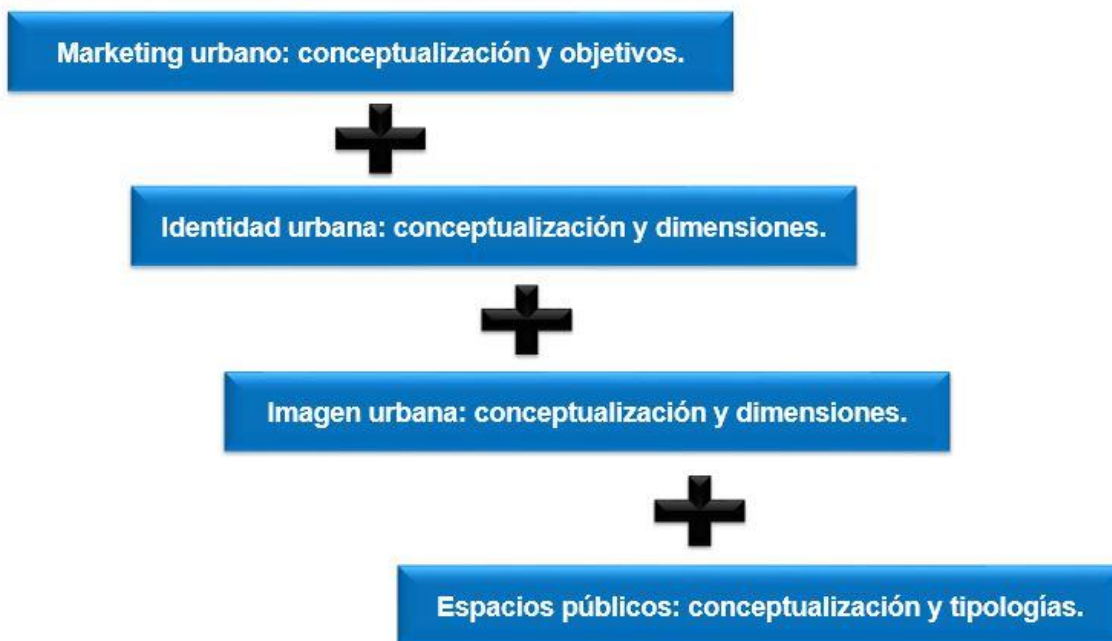 Marketing urbano: conceptualización y objetivos.
Identidad urbana: conceptualización y dimensiones.
Imagen urbana: conceptualización y dimensiones.
Espacios públicos: conceptualización y tipologías.